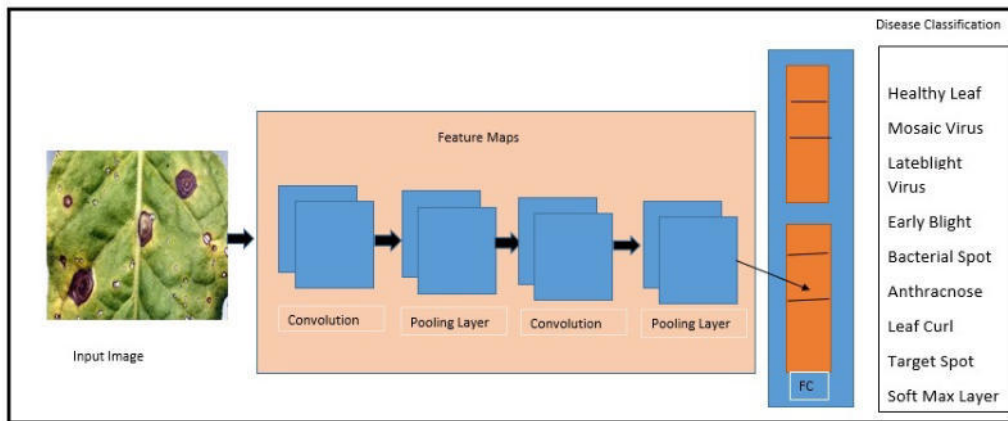 Disease Classification
Feature Maps
Convolution
Pooling Layer
Convolution
Pooling Layer
Input Image
FC
Healthy Leaf
Mosaic Virus
Lateblight
Virus
Early Blight
Bacterial Spot
Anthracnose
Leaf Curl
Target Spot
Soft Max Layer